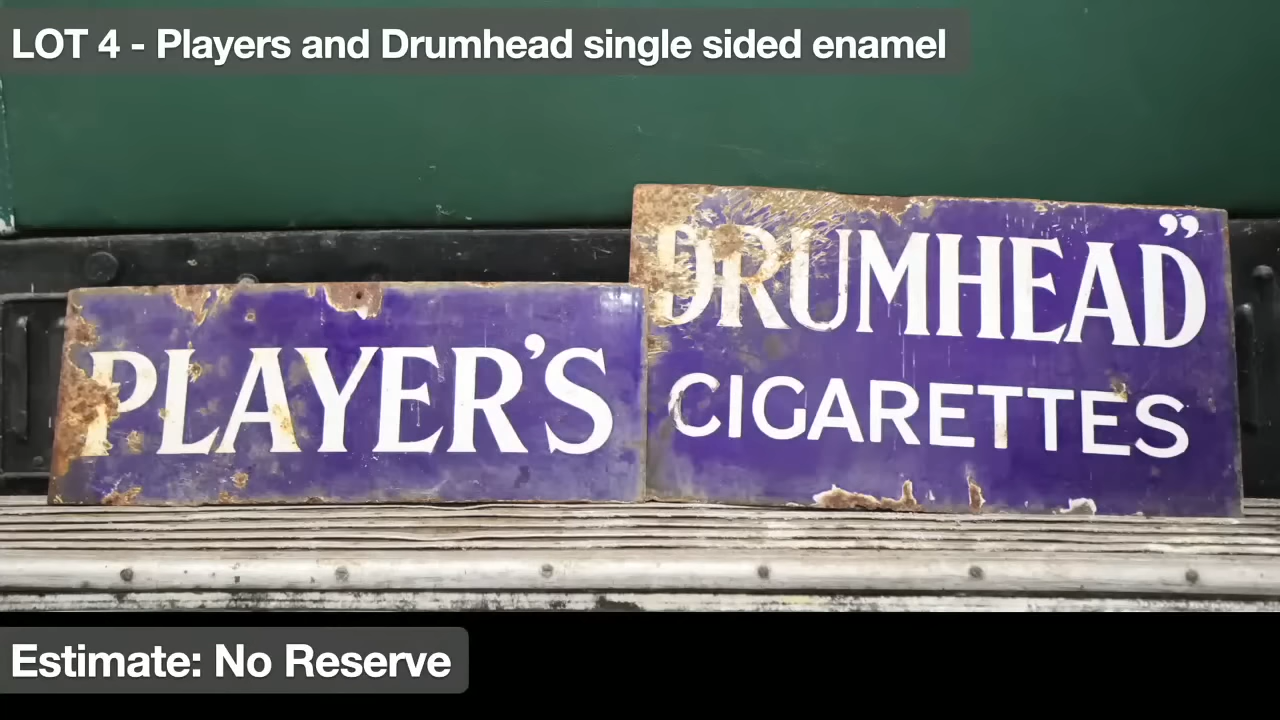 LOT 4 - Players and Drumhead single sided enamel
PLAYER'S
DRUMHEAD”
CIGARETTES
Estimate: No Reserve